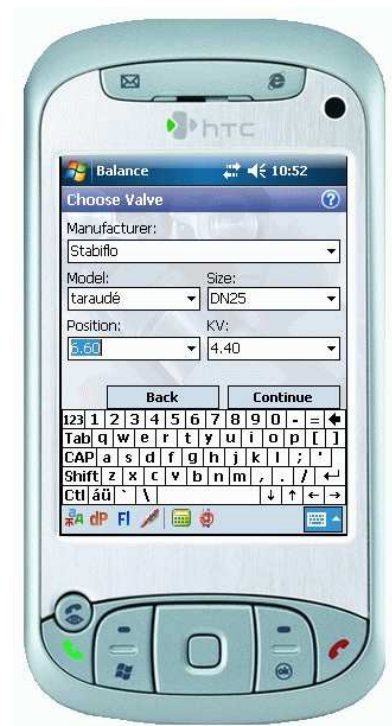 hTC
Balance 10:52
Choose Valve ?
Manufacturer:
Stabiflo
Model: Size:
taraudé DN25
Position: KV:
6.60 4.40
Back Continue
123 1 2 3 4 5 6 7 8 9 0 - =
Tab q w e r t y u i o p [ ]
CAP a s d f g h j k l ; '
Shift z x c v b n m , . /
Ctl áü ` \
dP Fl
ok